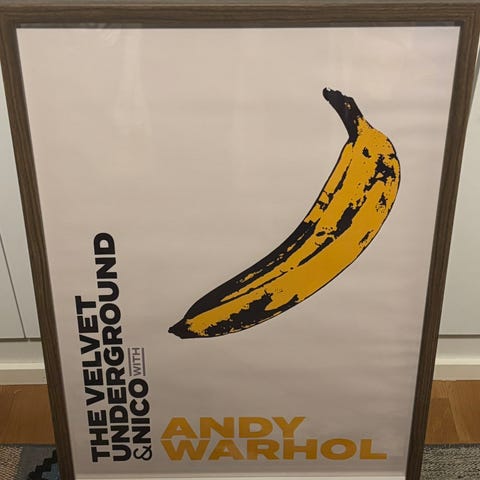 THE VELVET
UNDERGROUND
& NICO WITH
ANDY
WARHOL